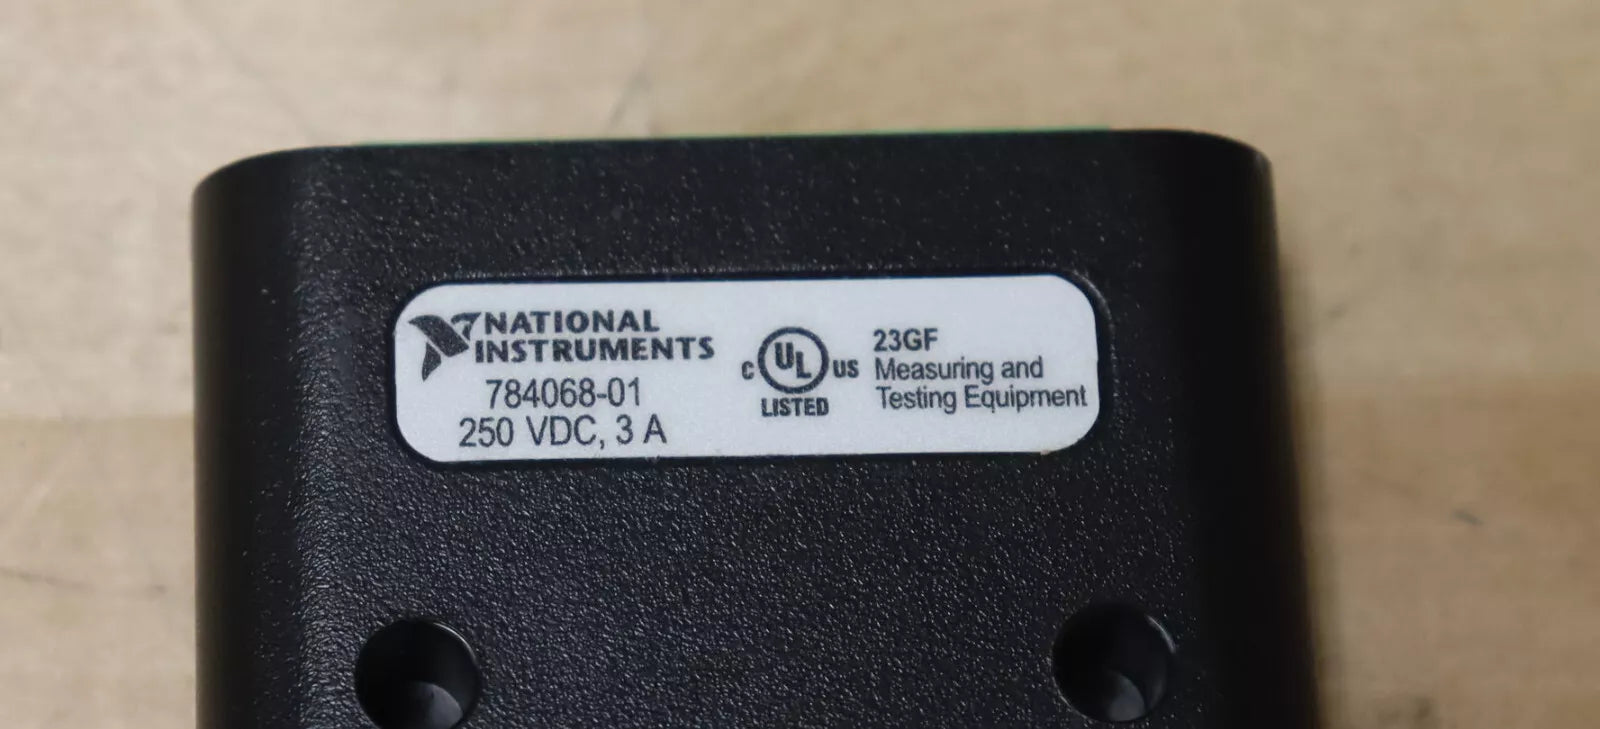 NATIONAL
INSTRUMENTS
784068-01
250 VDC, 3 A
C UL US
LISTED
23GF
Measuring and
Testing Equipment